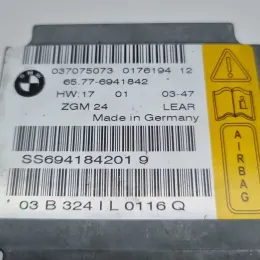 BMW
037075073 0176194 12
65.77-6941842
HW:17 01 03-47
ZGM 24 LEAR
Made in Germany
SS694184201 9
03 B 324 I L 0116 Q
AIRBAG